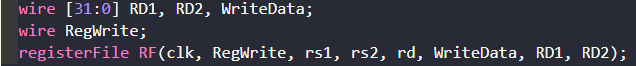 wire [31:0] RD1, RD2, WriteData;
wire RegWrite;
registerFile RF(clk, RegWrite, rs1, rs2, rd, WriteData, RD1, RD2);